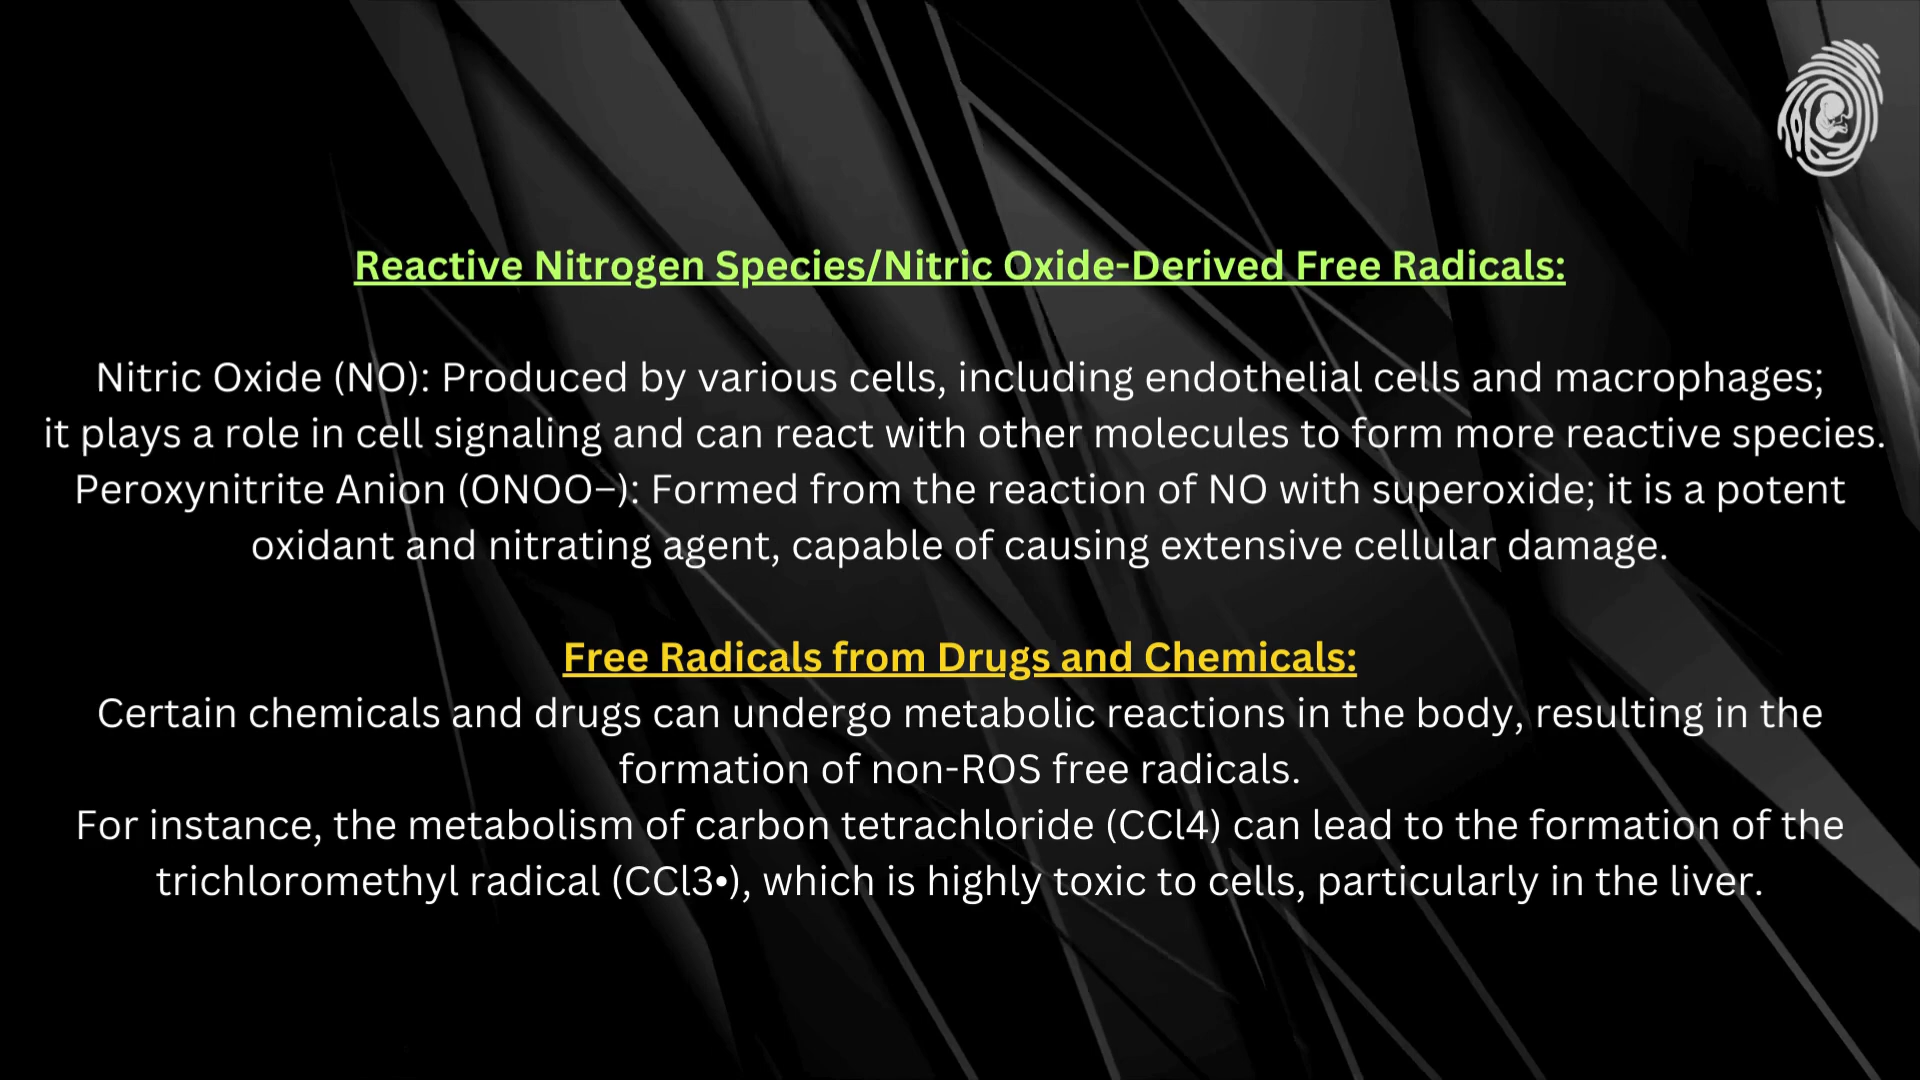 Reactive Nitrogen Species/Nitric Oxide-Derived Free Radicals:
Nitric Oxide (NO): Produced by various cells, including endothelial cells and macrophages;
it plays a role in cell signaling and can react with other molecules to form more reactive species.
Peroxynitrite Anion (ONOO−): Formed from the reaction of NO with superoxide; it is a potent
oxidant and nitrating agent, capable of causing extensive cellular damage.
Free Radicals from Drugs and Chemicals:
Certain chemicals and drugs can undergo metabolic reactions in the body, resulting in the
formation of non-ROS free radicals.
For instance, the metabolism of carbon tetrachloride (CCl4) can lead to the formation of the
trichloromethyl radical (CCl3•), which is highly toxic to cells, particularly in the liver.